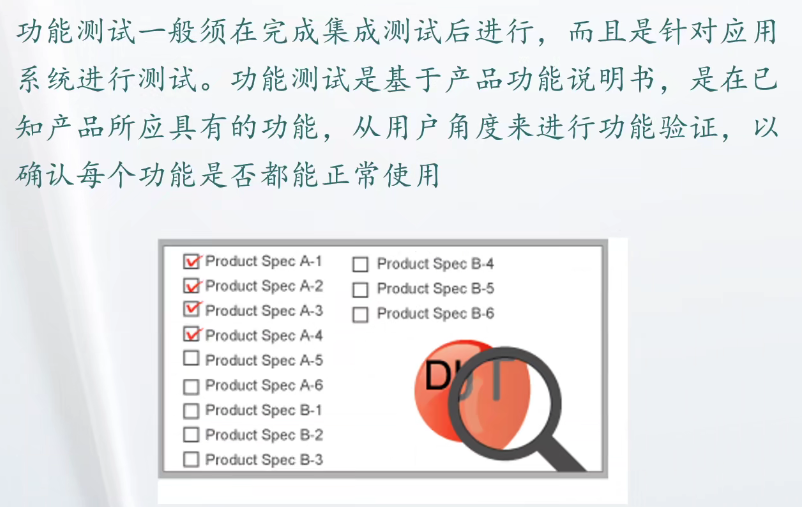 功能测试一般须在完成集成测试后进行，而且是针对应用
系统进行测试。功能测试是基于产品功能说明书，是在已
知产品所应具有的功能，从用户角度来进行功能验证，以
确认每个功能是否都能正常使用
Product Spec A-1
Product Spec A-2
Product Spec A-3
Product Spec A-4
Product Spec A-5
Product Spec A-6
Product Spec B-1
Product Spec B-2
Product Spec B-3
Product Spec B-4
Product Spec B-5
Product Spec B-6
DUT